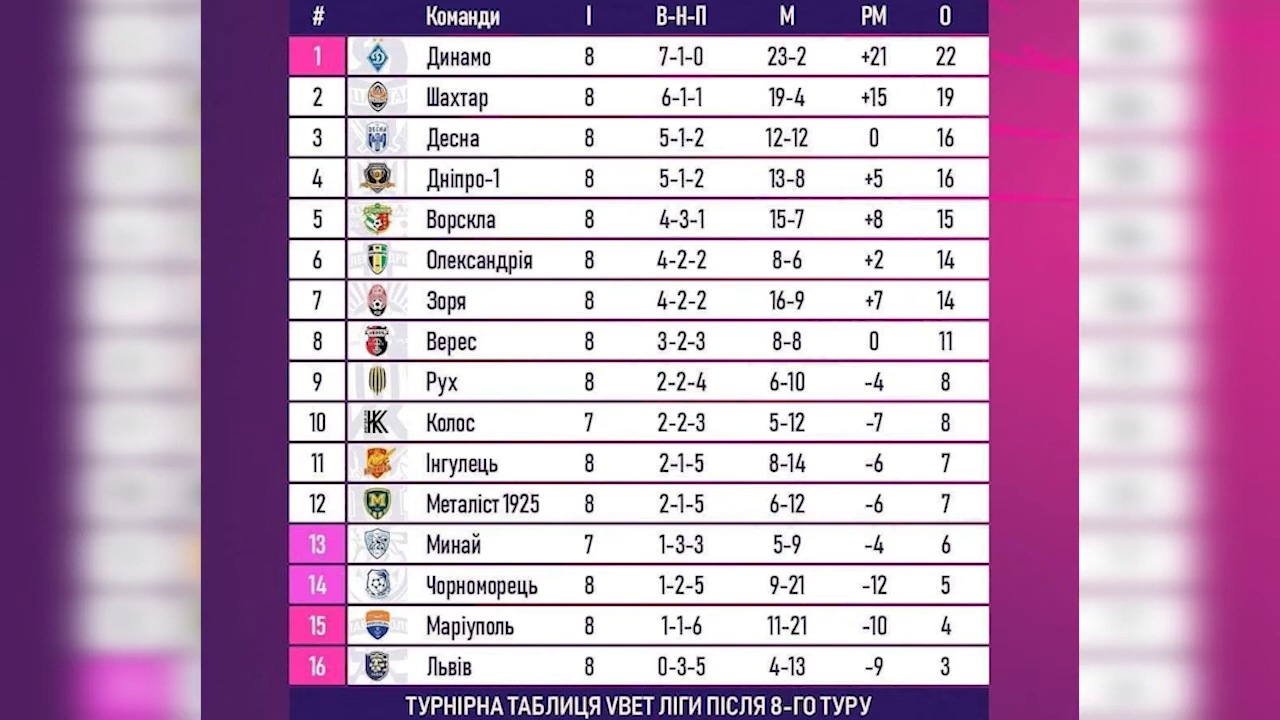 # Команди І В-Н-П М РМ О
1 Динамо 8 7-1-0 23-2 +21 22
2 Шахтар 8 6-1-1 19-4 +15 19
3 Десна 8 5-1-2 12-12 0 16
4 Дніпро-1 8 5-1-2 13-8 +5 16
5 Ворскла 8 4-3-1 15-7 +8 15
6 Олександрія 8 4-2-2 8-6 +2 14
7 Зоря 8 4-2-2 16-9 +7 14
8 Верес 8 3-2-3 8-8 0 11
9 Рух 8 2-2-4 6-10 -4 8
10 Колос 7 2-2-3 5-12 -7 8
11 Інгулець 8 2-1-5 8-14 -6 7
12 Металіст 1925 8 2-1-5 6-12 -6 7
13 Минай 7 1-3-3 5-9 -4 6
14 Чорноморець 8 1-2-5 9-21 -12 5
15 Маріуполь 8 1-1-6 11-21 -10 4
16 Львів 8 0-3-5 4-13 -9 3
ТУРНІРНА ТАБЛИЦЯ VBET ЛІГИ ПІСЛЯ 8-ГО ТУРУ